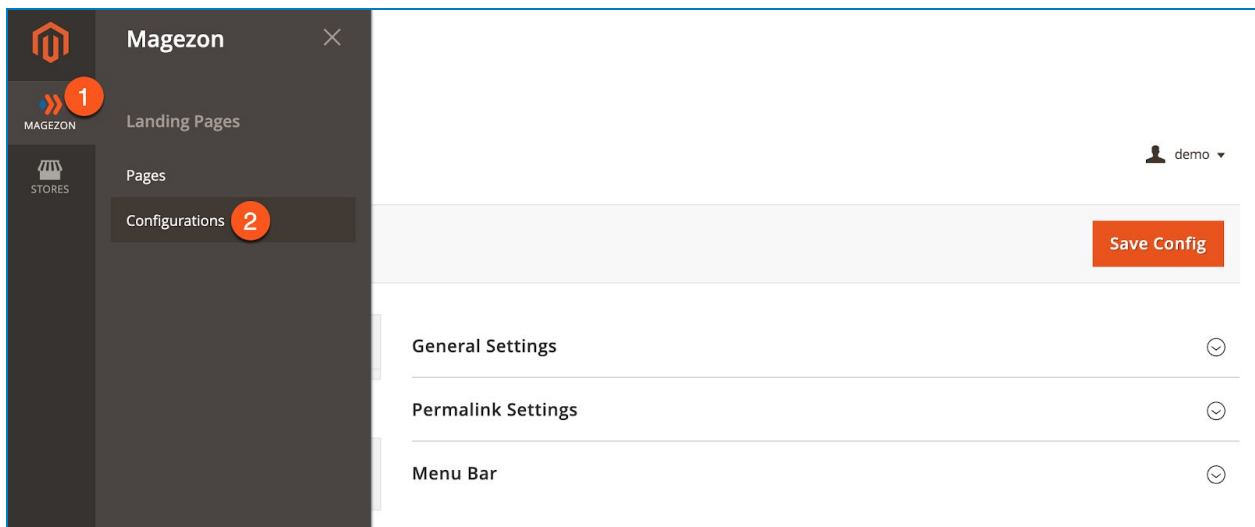 Magezon
1
MAGEZON
Landing Pages
demo
STORES
Pages
Configurations 2
Save Config
General Settings
Permalink Settings
Menu Bar